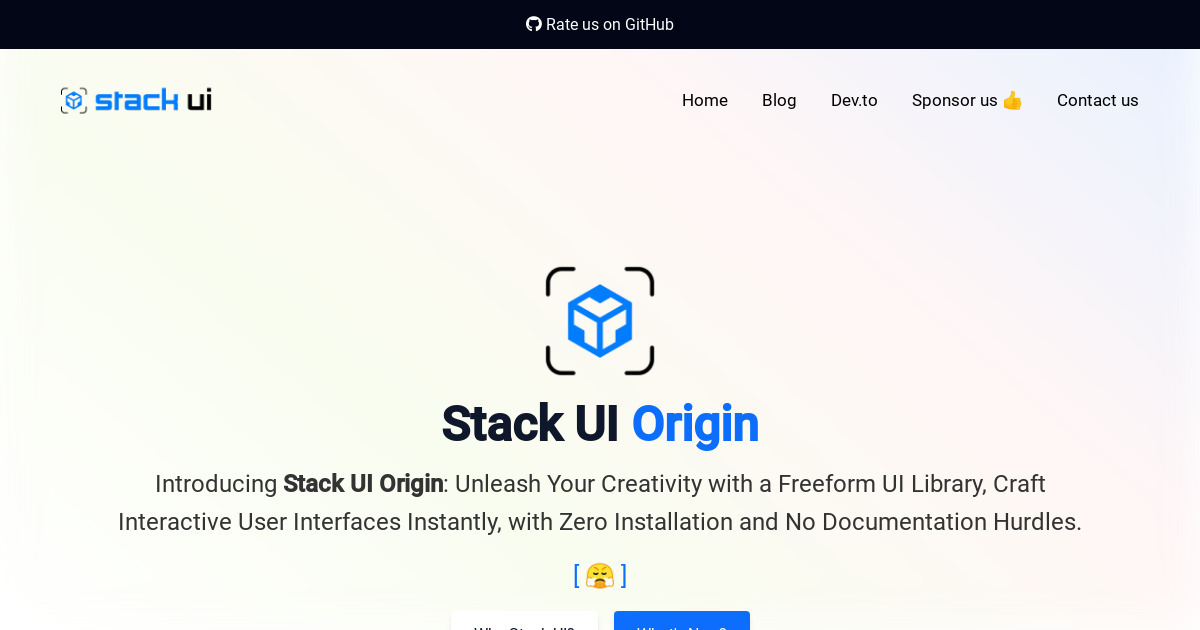 Rate us on GitHub
stack ui
Home Blog Dev.to Sponsor us 👍 Contact us
Stack UI Origin
Introducing Stack UI Origin: Unleash Your Creativity with a Freeform UI Library, Craft
Interactive User Interfaces Instantly, with Zero Installation and No Documentation Hurdles.
[ 😤 ]